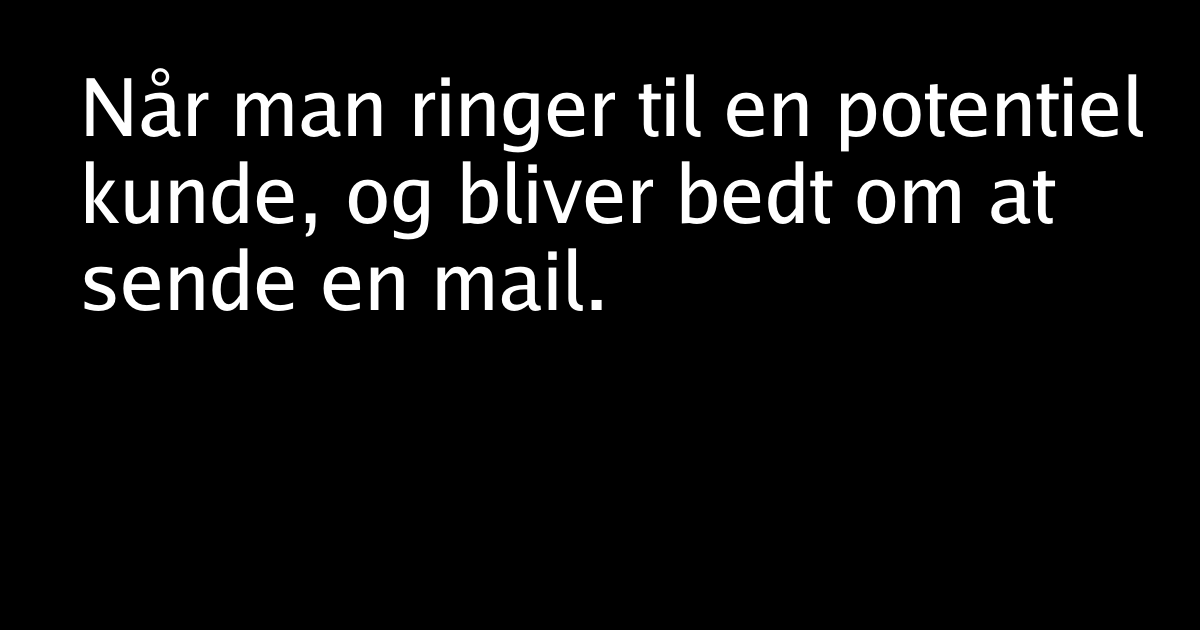 Når man ringer til en potentiel
kunde, og bliver bedt om at
sende en mail.